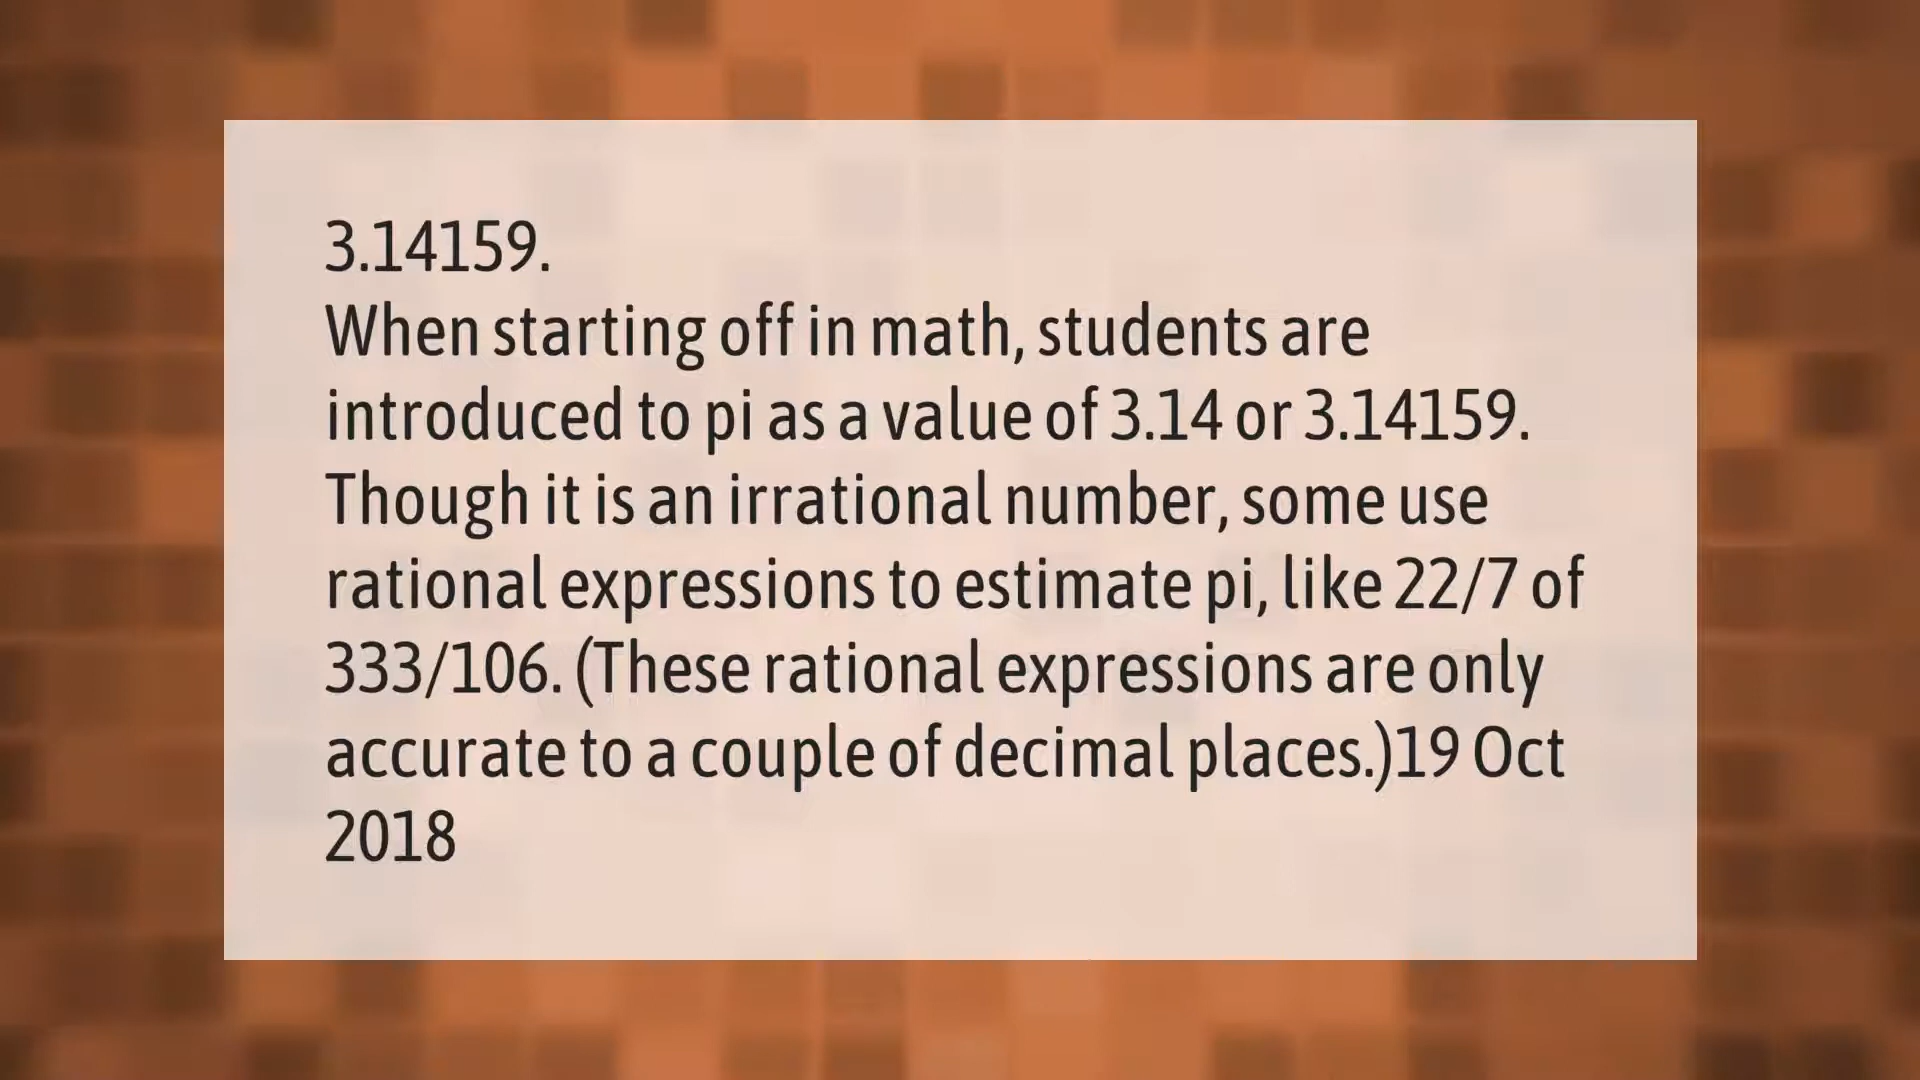 3.14159.
When starting off in math, students are
introduced to pi as a value of 3.14 or 3.14159.
Though it is an irrational number, some use
rational expressions to estimate pi, like 22/7 of
333/106. (These rational expressions are only
accurate to a couple of decimal places.)19 Oct
2018